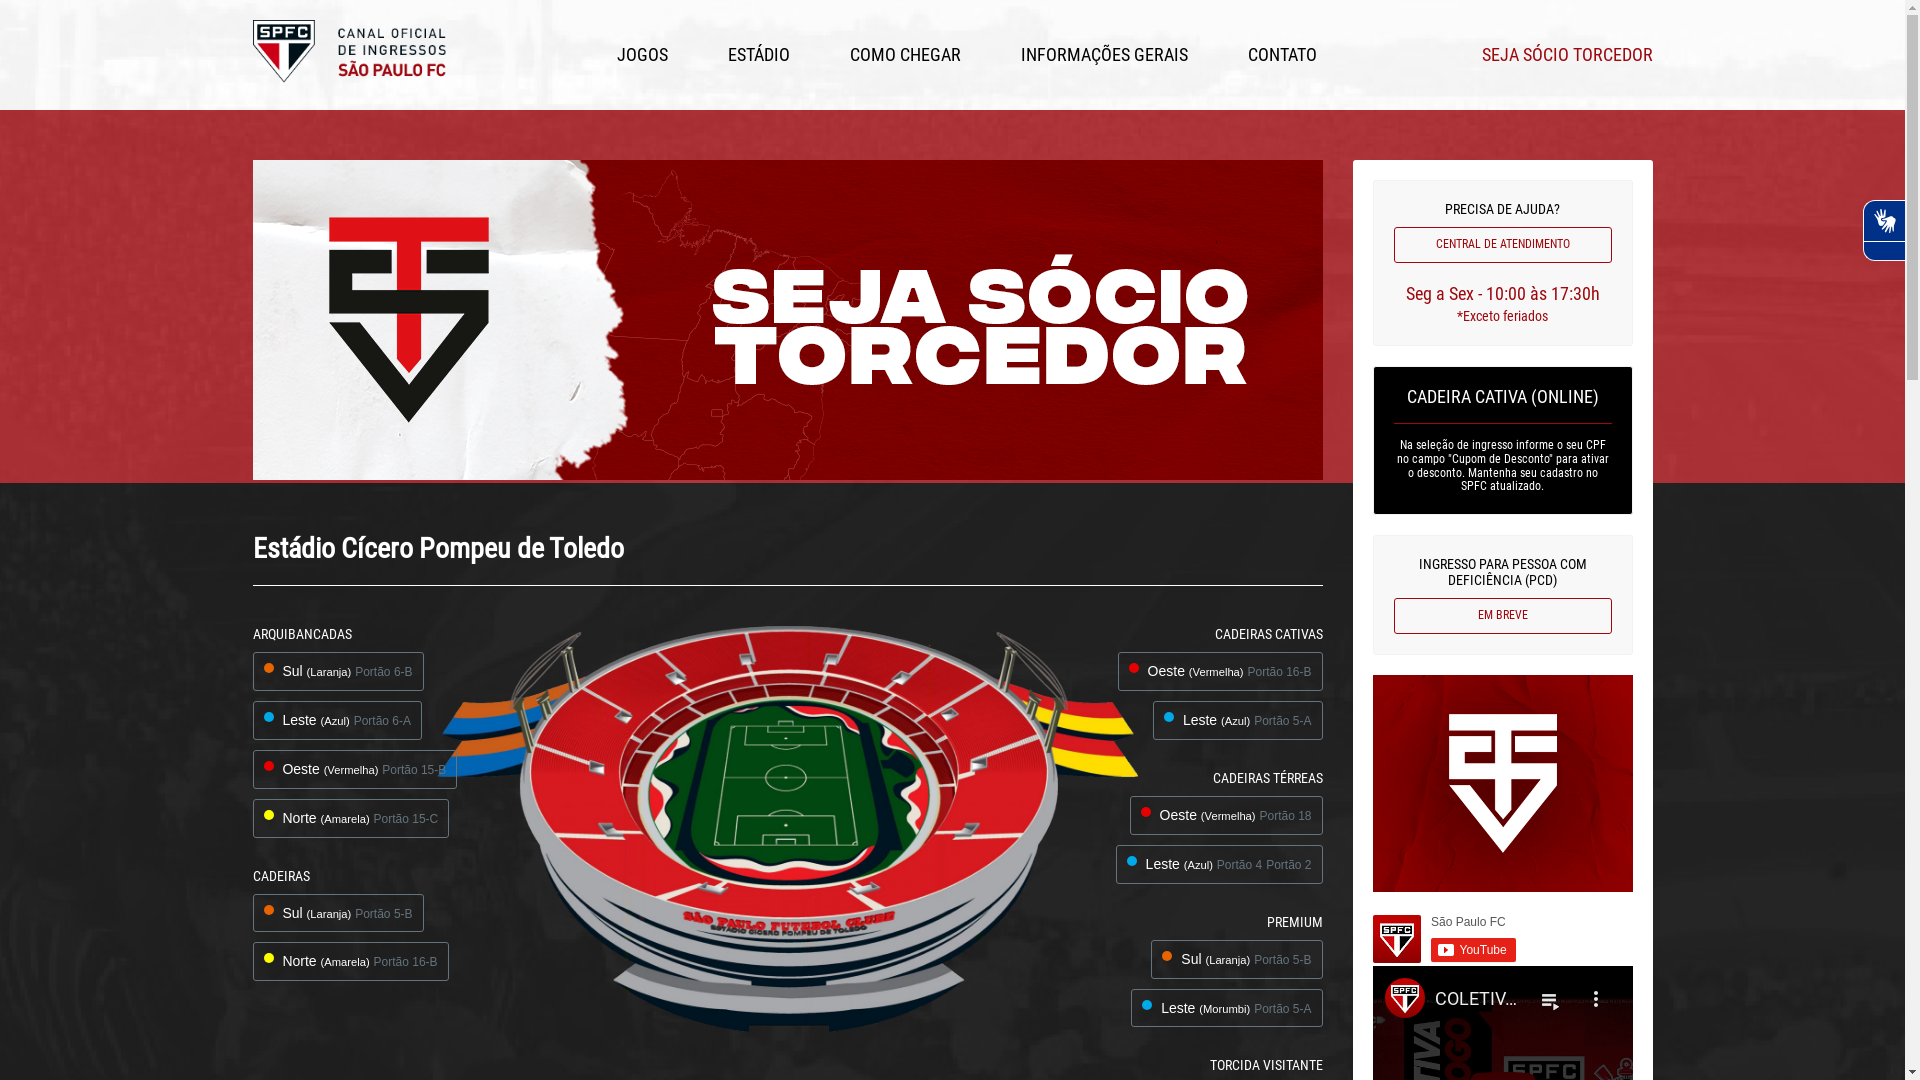 SPFC
CANAL OFICIAL
DE INGRESSOS
SÃO PAULO FC
JOGOS
ESTÁDIO
COMO CHEGAR
INFORMAÇÕES GERAIS
CONTATO
SEJA SÓCIO TORCEDOR
SEJA SÓCIO
TORCEDOR
PRECISA DE AJUDA?
CENTRAL DE ATENDIMENTO
Seg a Sex - 10:00 às 17:30h
*Exceto feriados
CADEIRA CATIVA (ONLINE)
Na seleção de ingresso informe o seu CPF
no campo "Cupom de Desconto" para ativar
o desconto. Mantenha seu cadastro no
SPFC atualizado.
INGRESSO PARA PESSOA COM
DEFICIÊNCIA (PCD)
EM BREVE
Estádio Cícero Pompeu de Toledo
ARQUIBANCADAS
Sul (Laranja) Portão 6-B
Leste (Azul) Portão 6-A
Oeste (Vermelha) Portão 15-B
Norte (Amarela) Portão 15-C
CADEIRAS
Sul (Laranja) Portão 5-B
Norte (Amarela) Portão 16-B
SÃO PAULO FUTEBOL CLUBE
ESTÁDIO CÍCERO POMPEU DE TOLEDO
CADEIRAS CATIVAS
Oeste (Vermelha) Portão 16-B
Leste (Azul) Portão 5-A
CADEIRAS TÉRREAS
Oeste (Vermelha) Portão 18
Leste (Azul) Portão 4 Portão 2
PREMIUM
Sul (Laranja) Portão 5-B
Leste (Morumbi) Portão 5-A
TORCIDA VISITANTE
SPFC
São Paulo FC
YouTube
SPFC
COLETIV...